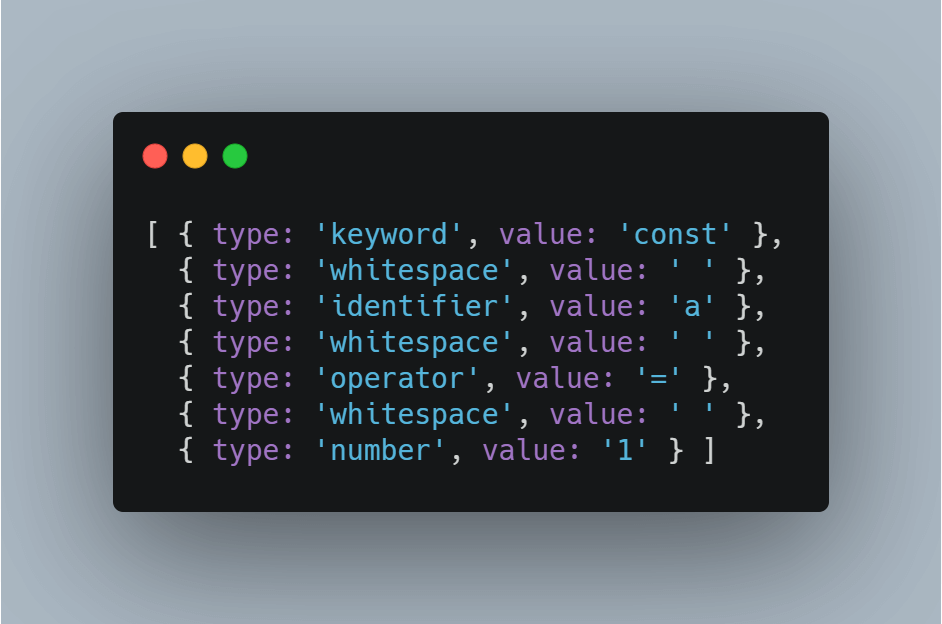 [ { type: 'keyword', value: 'const' },
  { type: 'whitespace', value: ' ' },
  { type: 'identifier', value: 'a' },
  { type: 'whitespace', value: ' ' },
  { type: 'operator', value: '=' },
  { type: 'whitespace', value: ' ' },
  { type: 'number', value: '1' } ]